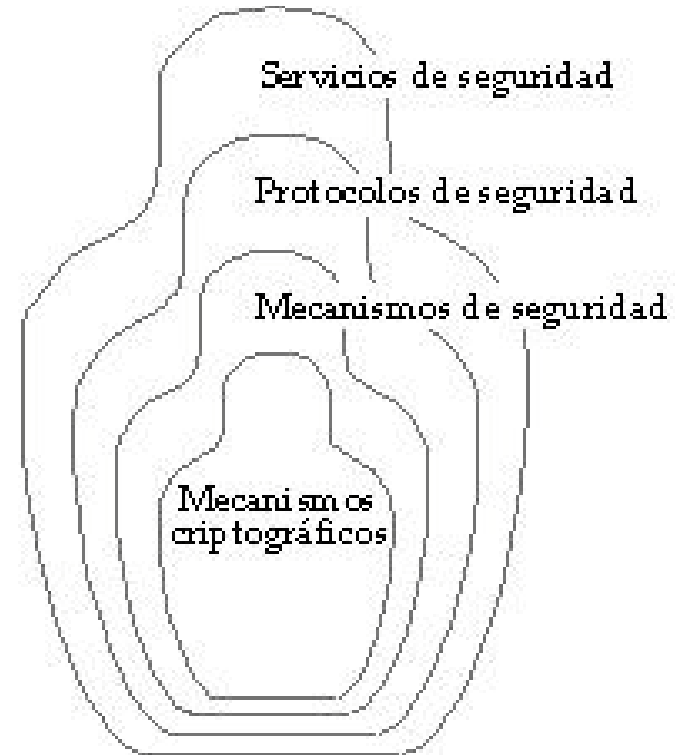 Servicios de seguridad
Protocolos de seguridad
Mecanismos de seguridad
Mecanismos
criptográficos